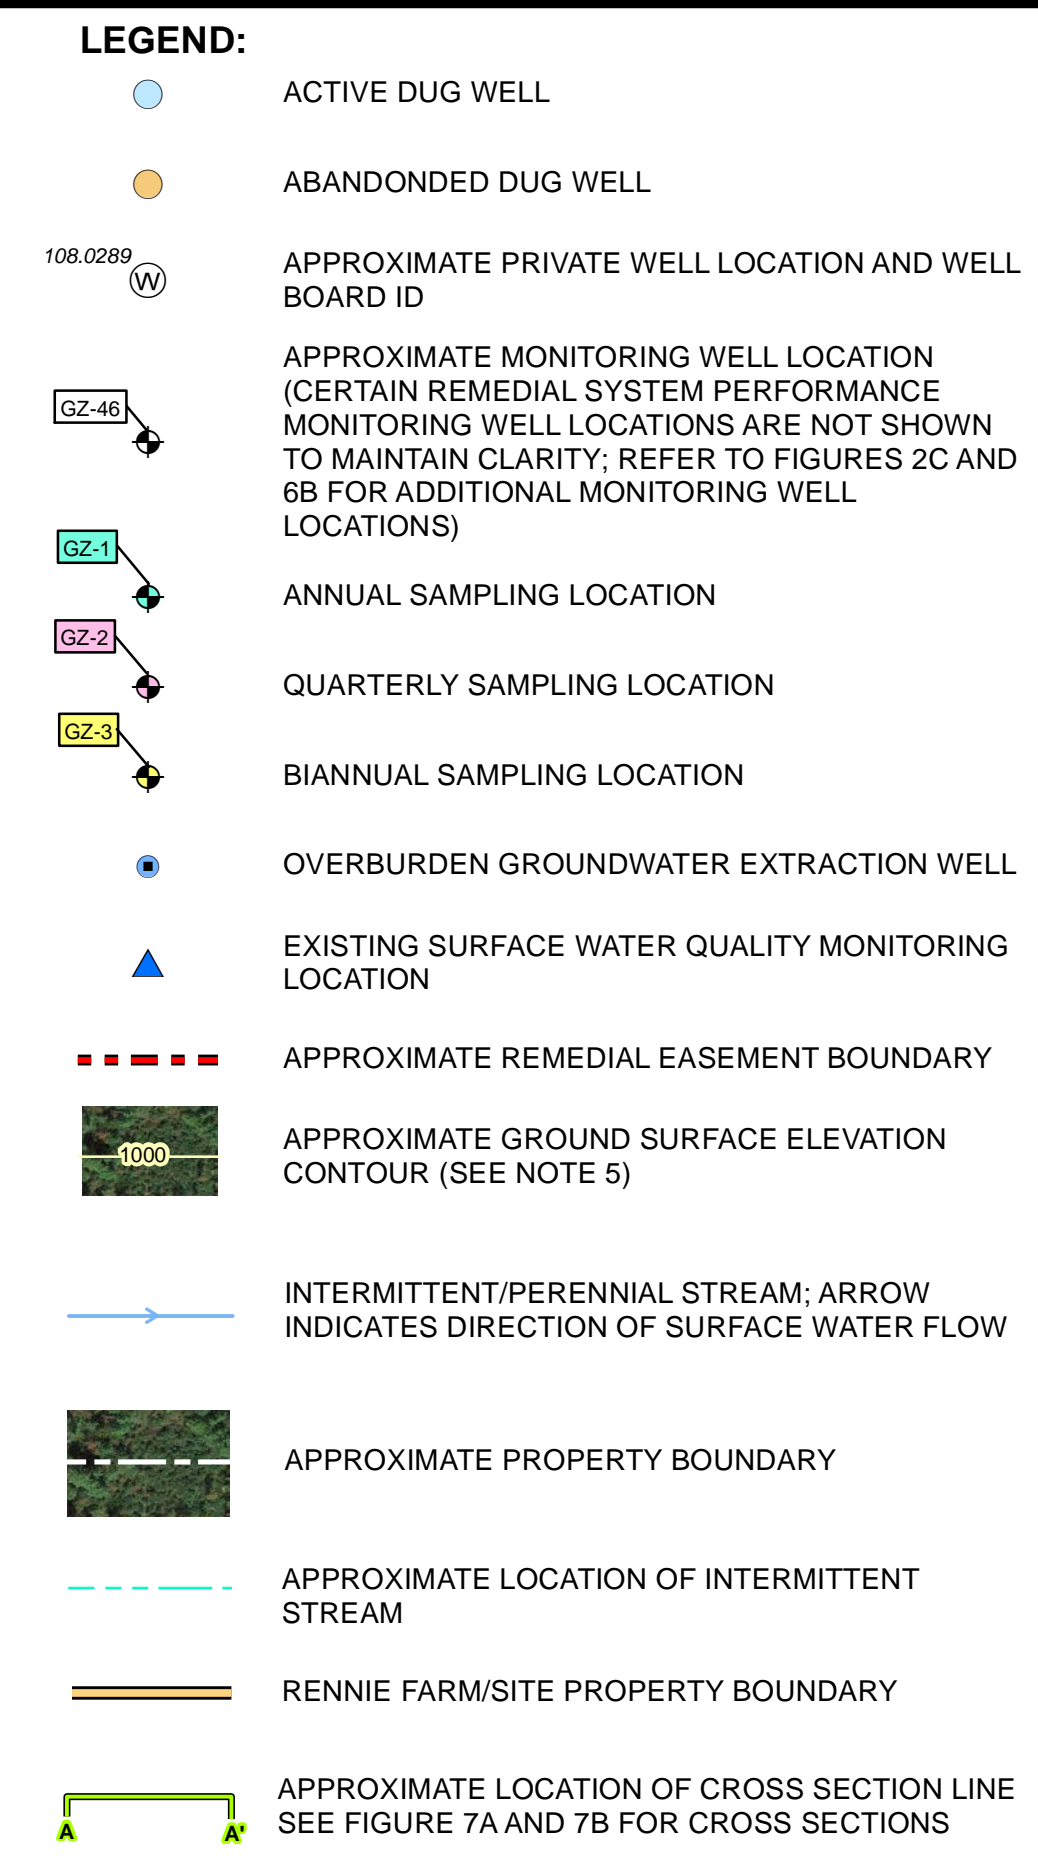 LEGEND:
ACTIVE DUG WELL
ABANDONDED DUG WELL
108.0289
W
APPROXIMATE PRIVATE WELL LOCATION AND WELL
BOARD ID
GZ-46
APPROXIMATE MONITORING WELL LOCATION
(CERTAIN REMEDIAL SYSTEM PERFORMANCE
MONITORING WELL LOCATIONS ARE NOT SHOWN
TO MAINTAIN CLARITY; REFER TO FIGURES 2C AND
6B FOR ADDITIONAL MONITORING WELL
LOCATIONS)
GZ-1
ANNUAL SAMPLING LOCATION
GZ-2
QUARTERLY SAMPLING LOCATION
GZ-3
BIANNUAL SAMPLING LOCATION
OVERBURDEN GROUNDWATER EXTRACTION WELL
EXISTING SURFACE WATER QUALITY MONITORING
LOCATION
APPROXIMATE REMEDIAL EASEMENT BOUNDARY
1000
APPROXIMATE GROUND SURFACE ELEVATION
CONTOUR (SEE NOTE 5)
INTERMITTENT/PERENNIAL STREAM; ARROW
INDICATES DIRECTION OF SURFACE WATER FLOW
APPROXIMATE PROPERTY BOUNDARY
APPROXIMATE LOCATION OF INTERMITTENT
STREAM
RENNIE FARM/SITE PROPERTY BOUNDARY
A A'
APPROXIMATE LOCATION OF CROSS SECTION LINE
SEE FIGURE 7A AND 7B FOR CROSS SECTIONS